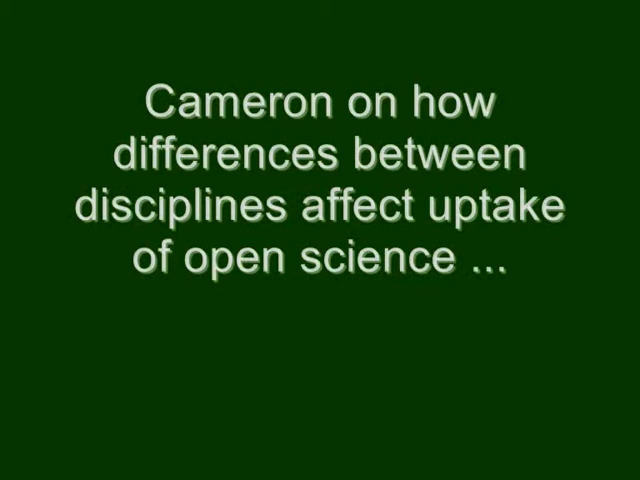 Cameron on how
differences between
disciplines affect uptake
of open science ...